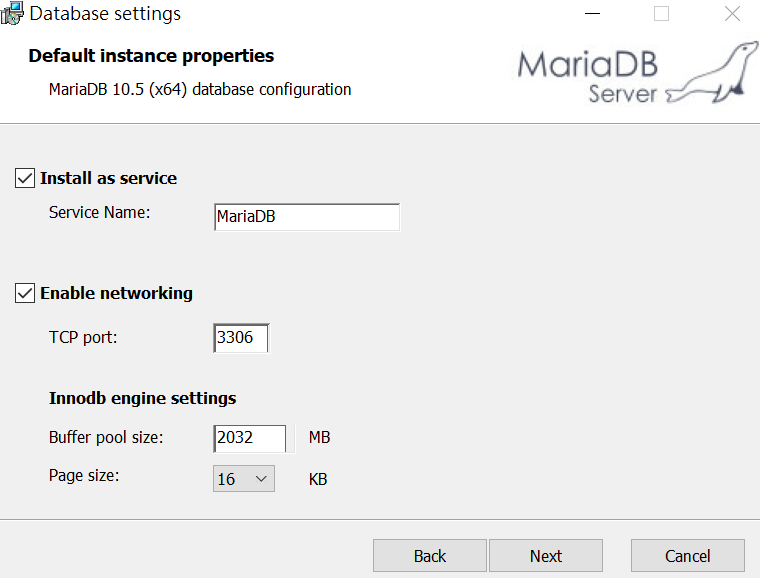 Database settings
Default instance properties
MariaDB 10.5 (x64) database configuration
MariaDB
Server
Install as service
Service Name: MariaDB
Enable networking
TCP port: 3306
Innodb engine settings
Buffer pool size: 2032 MB
Page size: 16 KB
Back Next Cancel